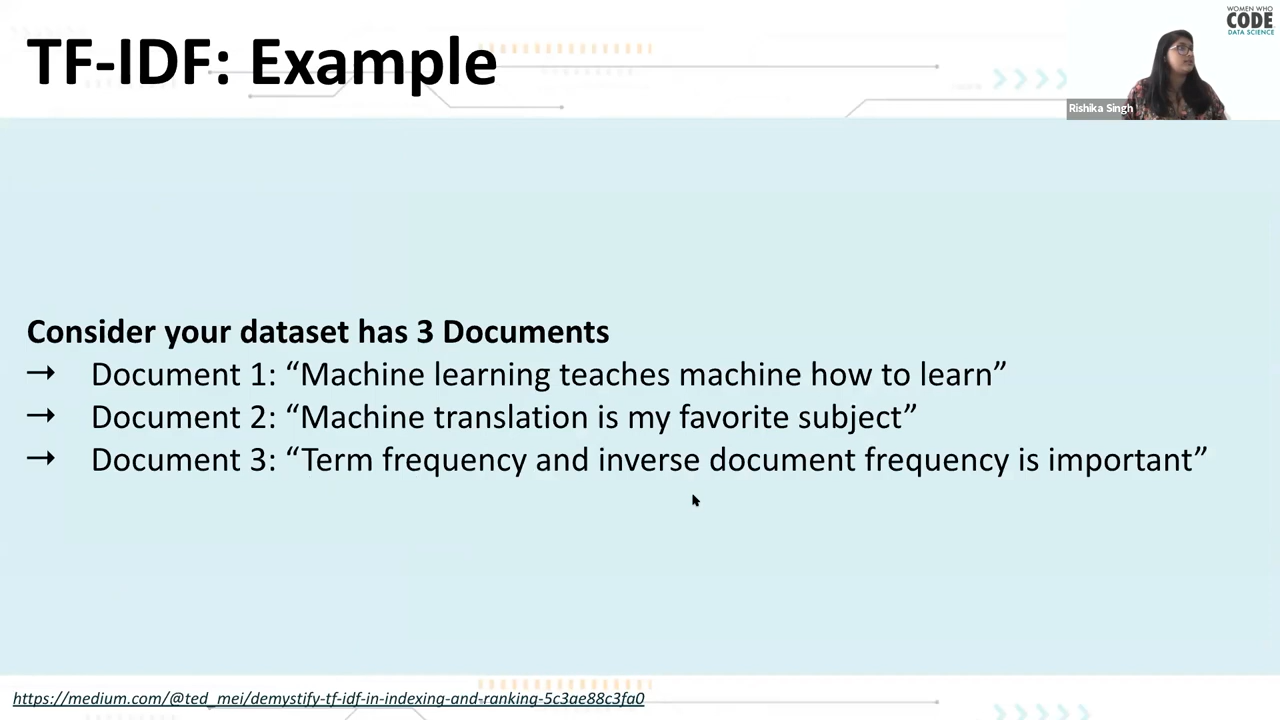 TF-IDF: Example
WOMEN WHO
CODE
DATA SCIENCE
Rishika Singh
Consider your dataset has 3 Documents
→ Document 1: “Machine learning teaches machine how to learn”
→ Document 2: “Machine translation is my favorite subject”
→ Document 3: “Term frequency and inverse document frequency is important”
https://medium.com/@ted_mei/demystify-tf-idf-in-indexing-and-ranking-5c3ae88c3fa0